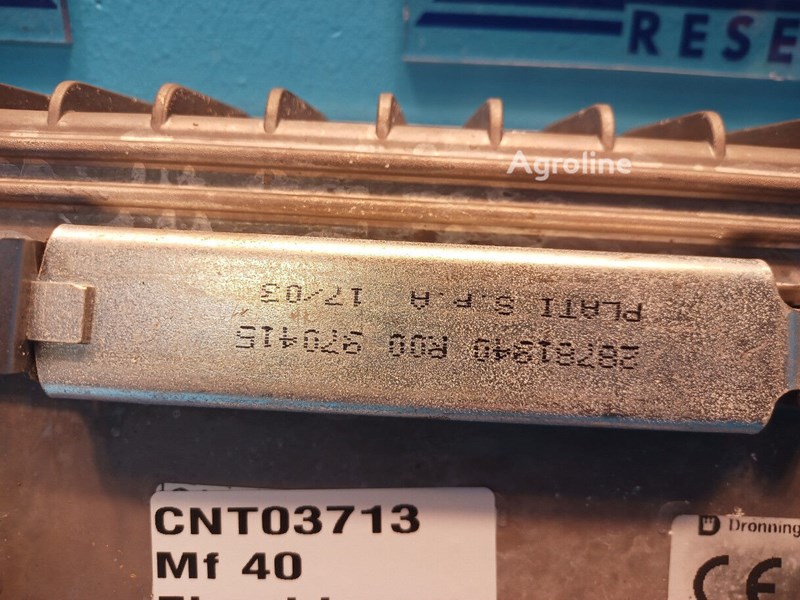 RESE
Agroline
28781940 R00 970415
PLATI S.P.A 17/03
CNT03713
Mf 40
Dronning
CE